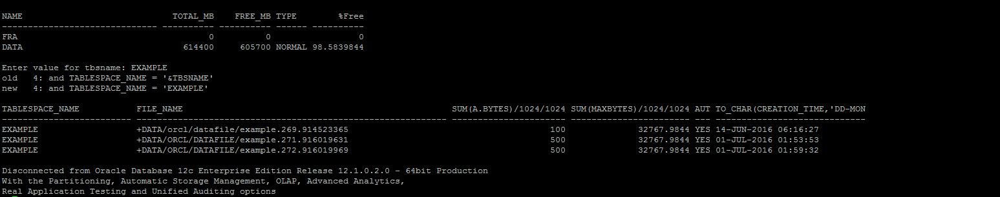 NAME TOTAL_MB FREE_MB TYPE %Free
------------------------------ ---------- ---------- ------ ----------
FRA 0 0 0
DATA 614400 605700 NORMAL 98.5839844
Enter value for tbsname: EXAMPLE
old 4: and TABLESPACE_NAME = '&TBSNAME'
new 4: and TABLESPACE_NAME = 'EXAMPLE'
TABLESPACE_NAME FILE_NAME SUM(A.BYTES)/1024/1024 SUM(MAXBYTES)/1024/1024 AUT TO_CHAR(CREATION_TIME,'DD-MON
------------------------- ------------------------------------------------------------ ---------------------- ----------------------- --- -----------------------------
EXAMPLE +DATA/orcl/datafile/example.269.914523365 100 32767.9844 YES 14-JUN-2016 06:16:27
EXAMPLE +DATA/ORCL/DATAFILE/example.271.916019631 500 32767.9844 YES 01-JUL-2016 01:53:53
EXAMPLE +DATA/ORCL/DATAFILE/example.272.916019969 500 32767.9844 YES 01-JUL-2016 01:59:32
Disconnected from Oracle Database 12c Enterprise Edition Release 12.1.0.2.0 - 64bit Production
With the Partitioning, Automatic Storage Management, OLAP, Advanced Analytics,
Real Application Testing and Unified Auditing options